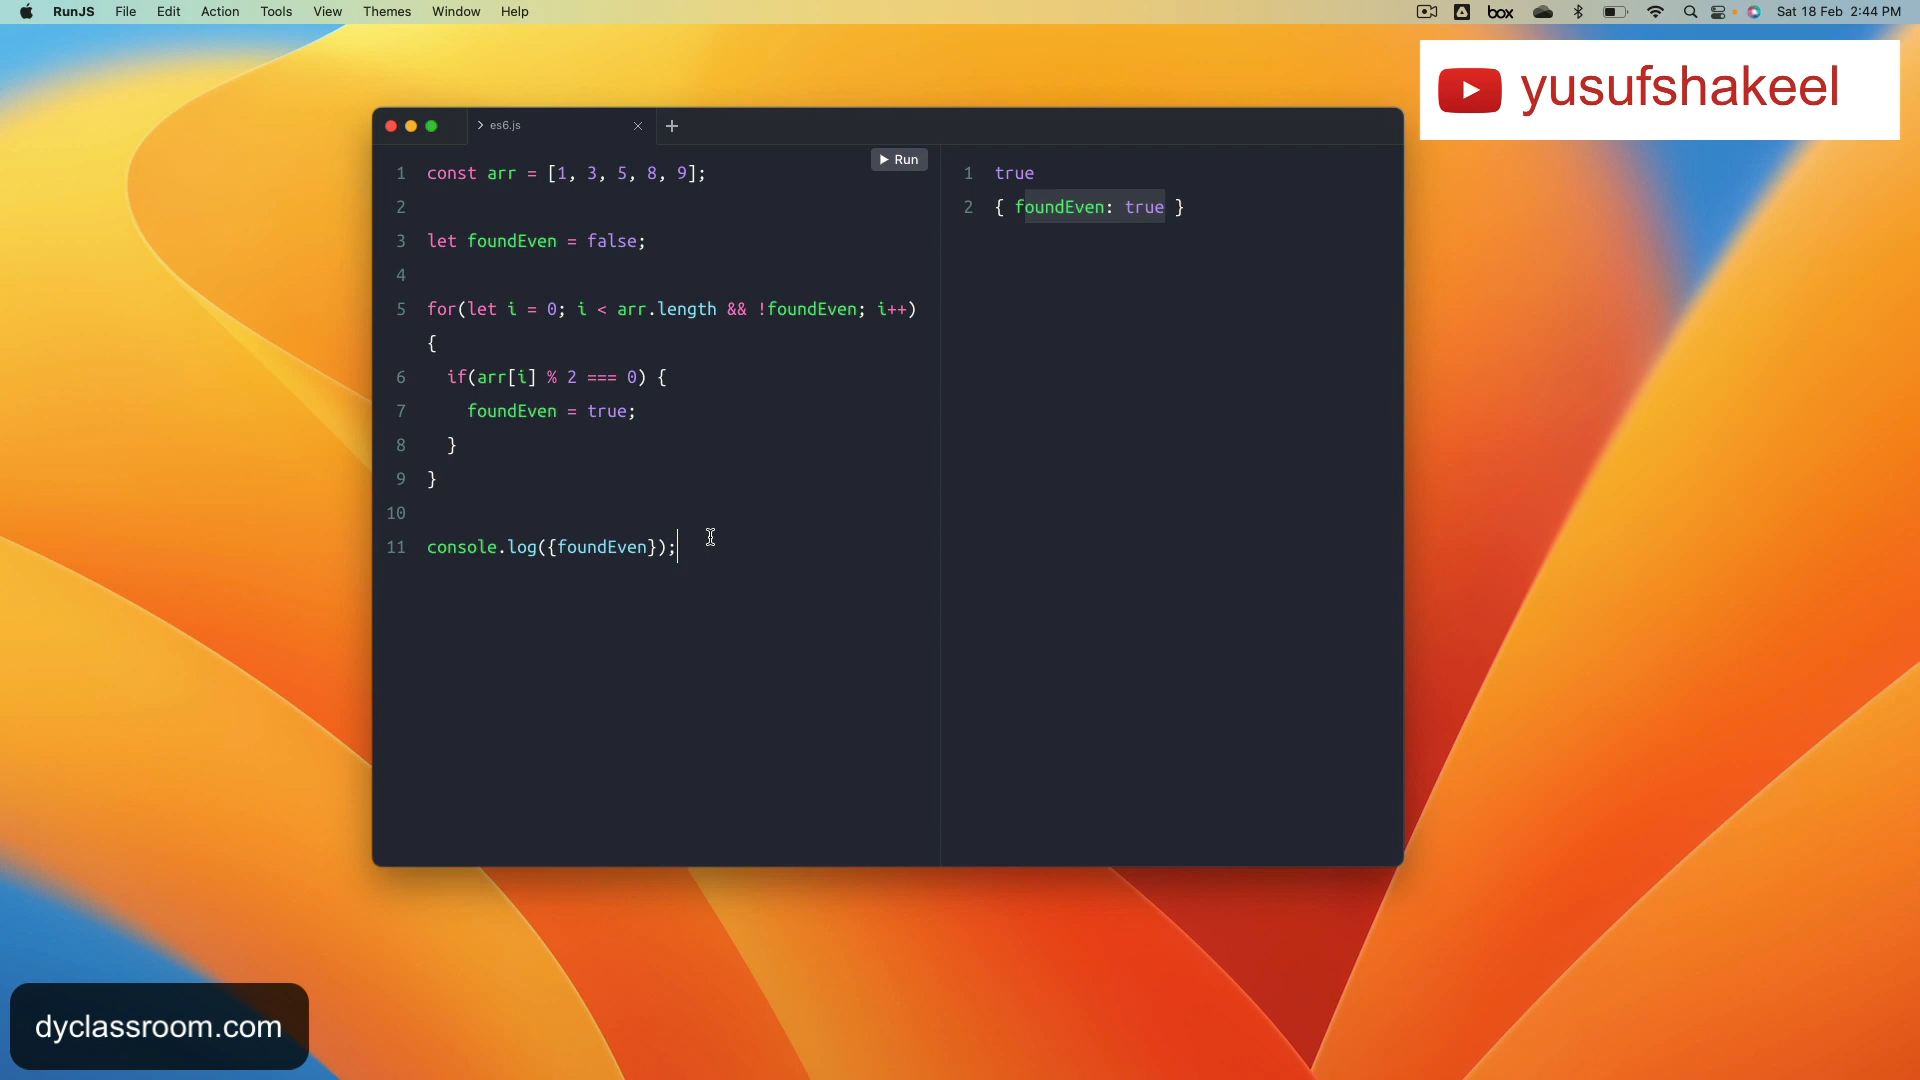 RunJS File Edit Action Tools View Themes Window Help box Sat 18 Feb 2:44 PM
yusufshakeel
es6.js
Run
1 const arr = [1, 3, 5, 8, 9];
2
3 let foundEven = false;
4
5 for(let i = 0; i < arr.length && !foundEven; i++)
{
6 if(arr[i] % 2 === 0) {
7 foundEven = true;
8 }
9 }
10
11 console.log({foundEven});
1 true
2 { foundEven: true }
dyclassroom.com